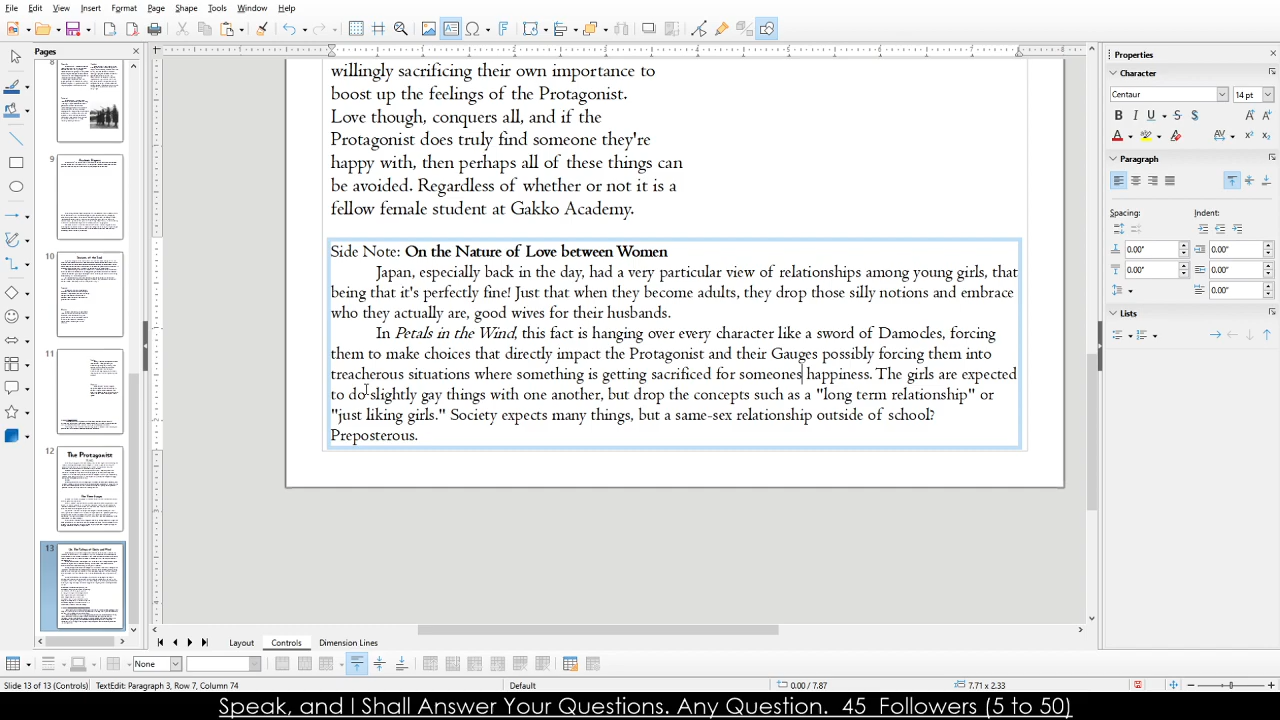 File Edit View Insert Format Page Shape Tools Window Help
Pages
8
9
10
11
12
The Protagonist
13
willingly sacrificing their own importance to
boost up the feelings of the Protagonist.
Love though, conquers all, and if the
Protagonist does truly find someone they're
happy with, then perhaps all of these things can
be avoided. Regardless of whether or not it is a
fellow female student at Gakko Academy.
Side Note: On the Nature of Love between Women
Japan, especially back in the day, had a very particular view of relationships among young girls, that
being that it's perfectly fine! Just that when they become adults, they drop those silly notions and embrace
who they actually are, good wives for their husbands.
In Petals in the Wind, this fact is hanging over every character like a sword of Damocles, forcing
them to make choices that directly impact the Protagonist and their Gauges possibly forcing them into
treacherous situations where something is getting sacrificed for someones happiness. The girls are expected
to do slightly gay things with one another, but drop the concepts such as a "long term relationship" or
"just liking girls." Society expects many things, but a same-sex relationship outside of school?
Preposterous.
Properties
Character
Centaur 14 pt
Paragraph
Spacing: Indent:
0.00" 0.00"
0.00" 0.00"
0.00"
Lists
Layout Controls Dimension Lines
None
Slide 13 of 13 (Controls) TextEdit: Paragraph 3, Row 7, Column 74 Default 0.00 / 7.87 7.71 x 2.33
Speak, and I Shall Answer Your Questions. Any Question. 45 Followers (5 to 50)